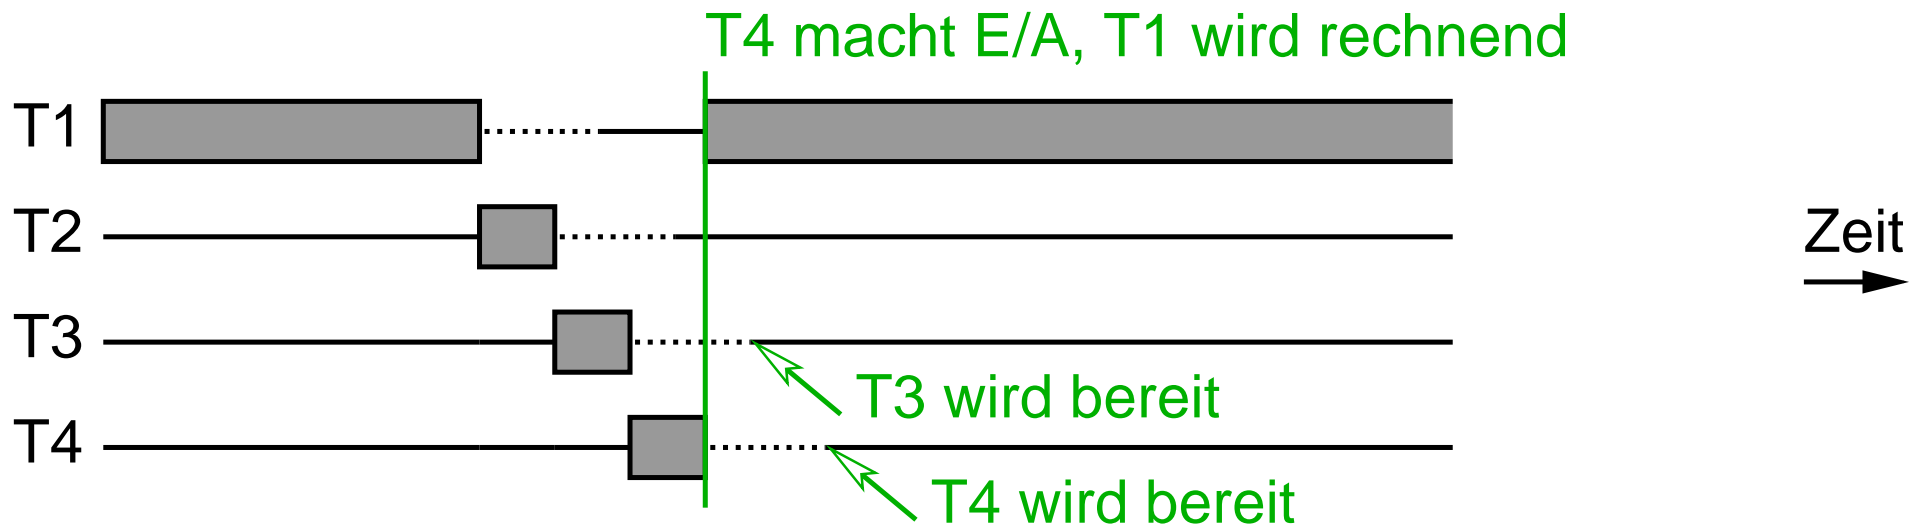 T4 macht E/A, T1 wird rechnend
T1
T2
Zeit
T3
T3 wird bereit
T4
T4 wird bereit